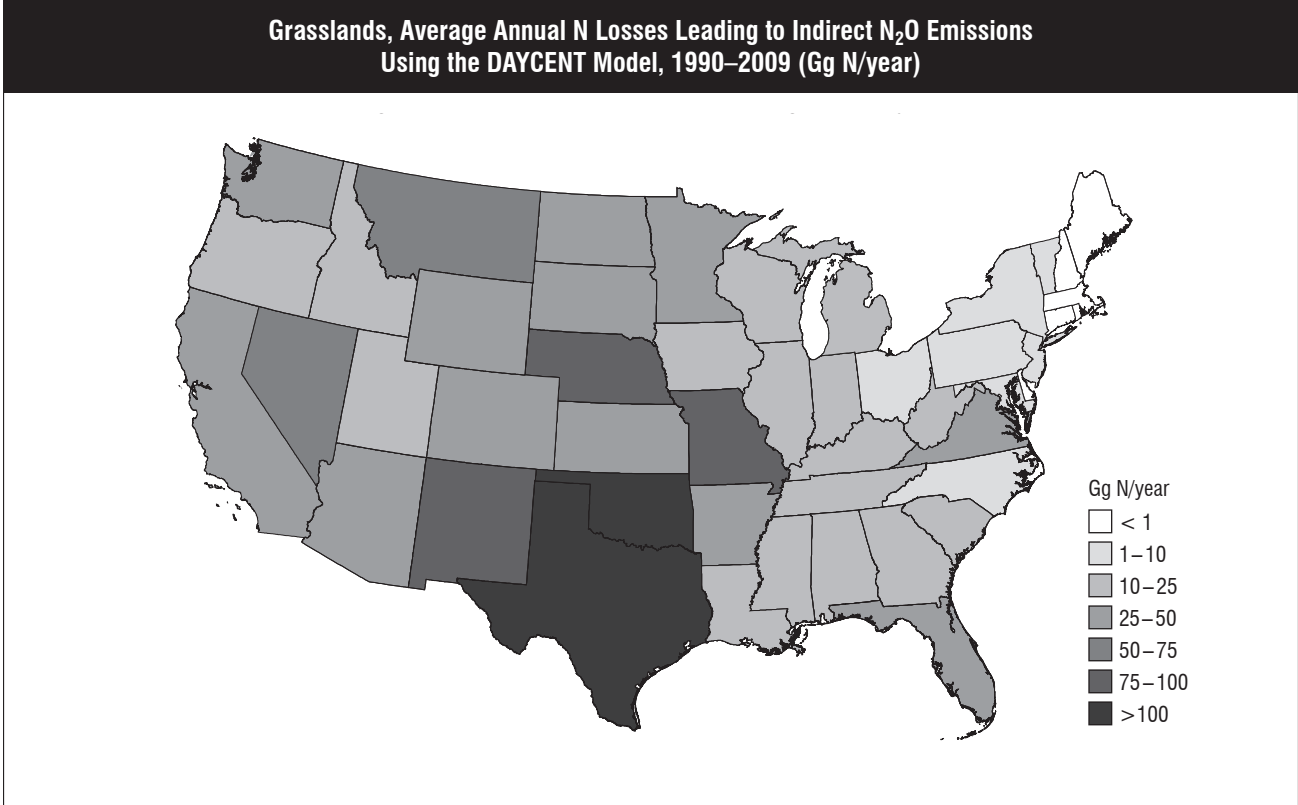 Grasslands, Average Annual N Losses Leading to Indirect N₂O Emissions
Using the DAYCENT Model, 1990–2009 (Gg N/year)
Gg N/year
< 1
1–10
10–25
25–50
50–75
75–100
>100